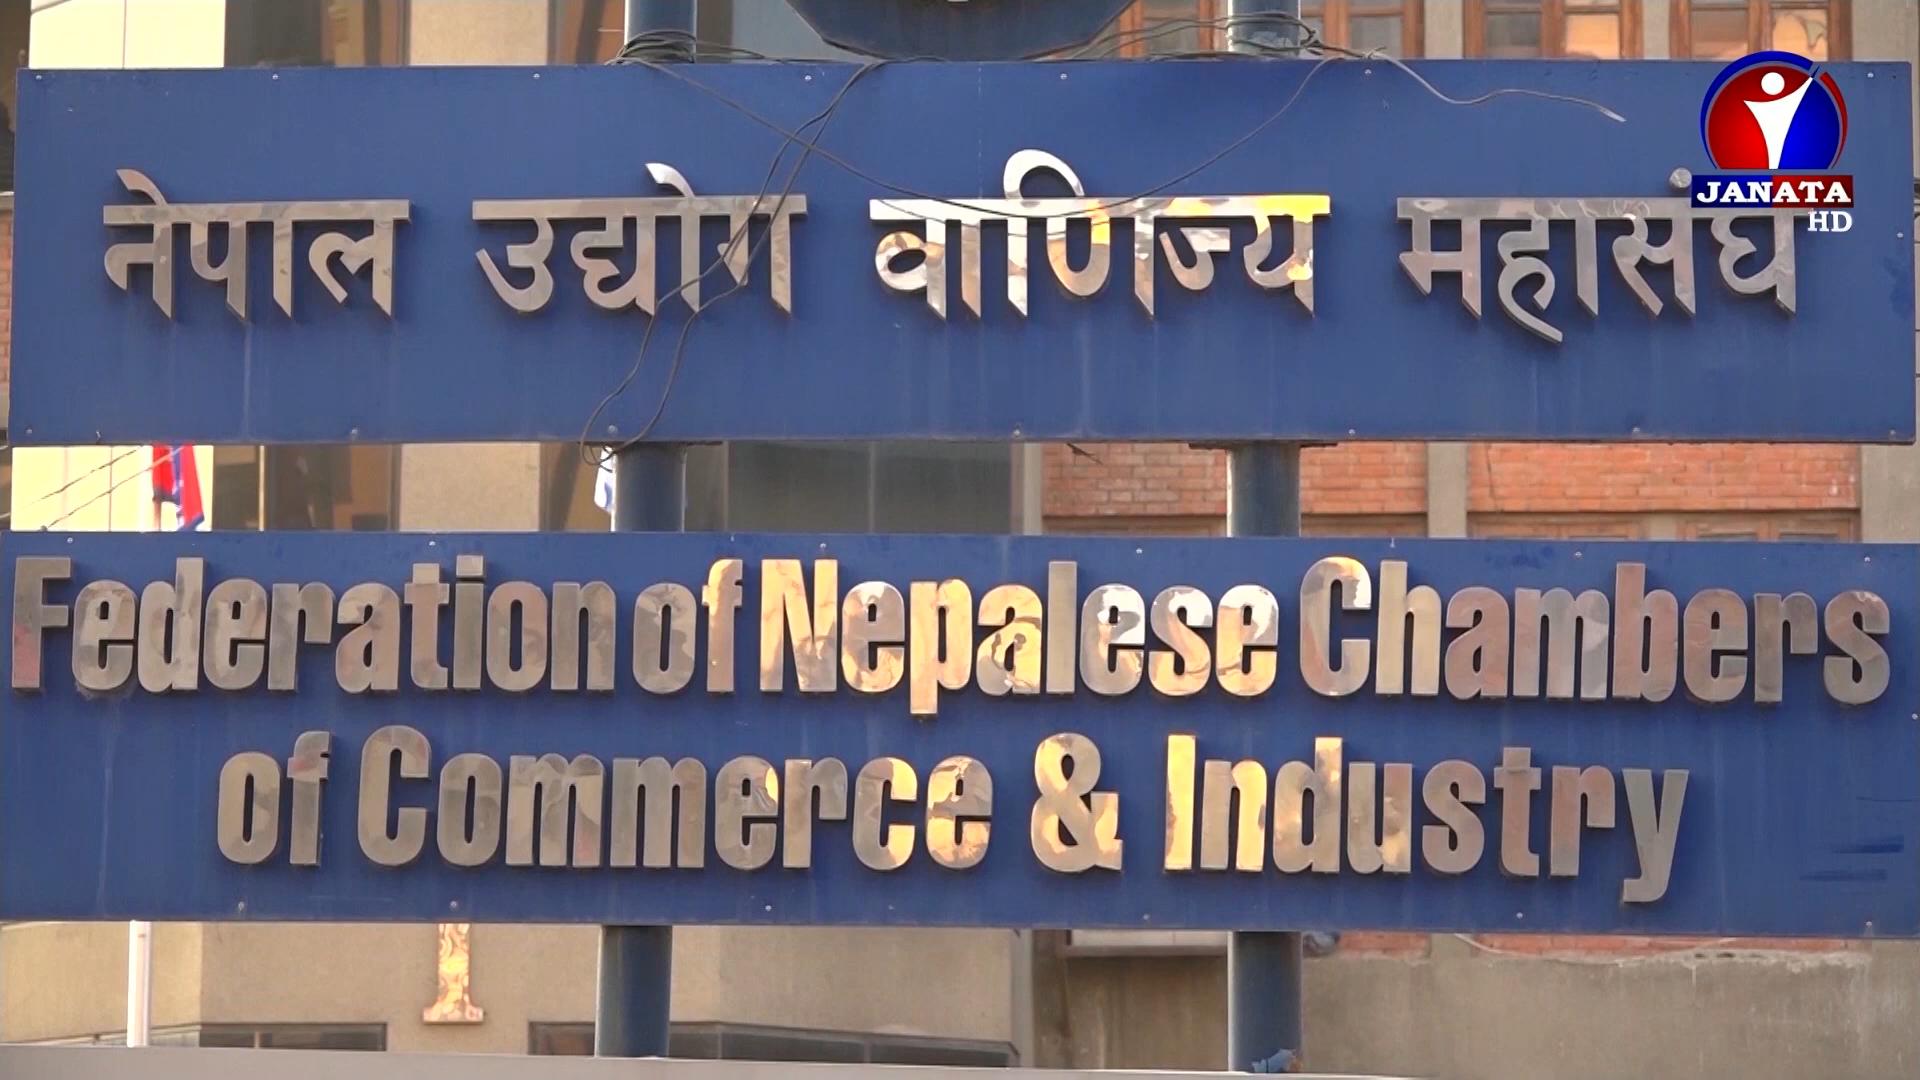 नेपाल उद्योग वाणिज्य महासंघ
JANATA
HD
Federation of Nepalese Chambers
of Commerce & Industry